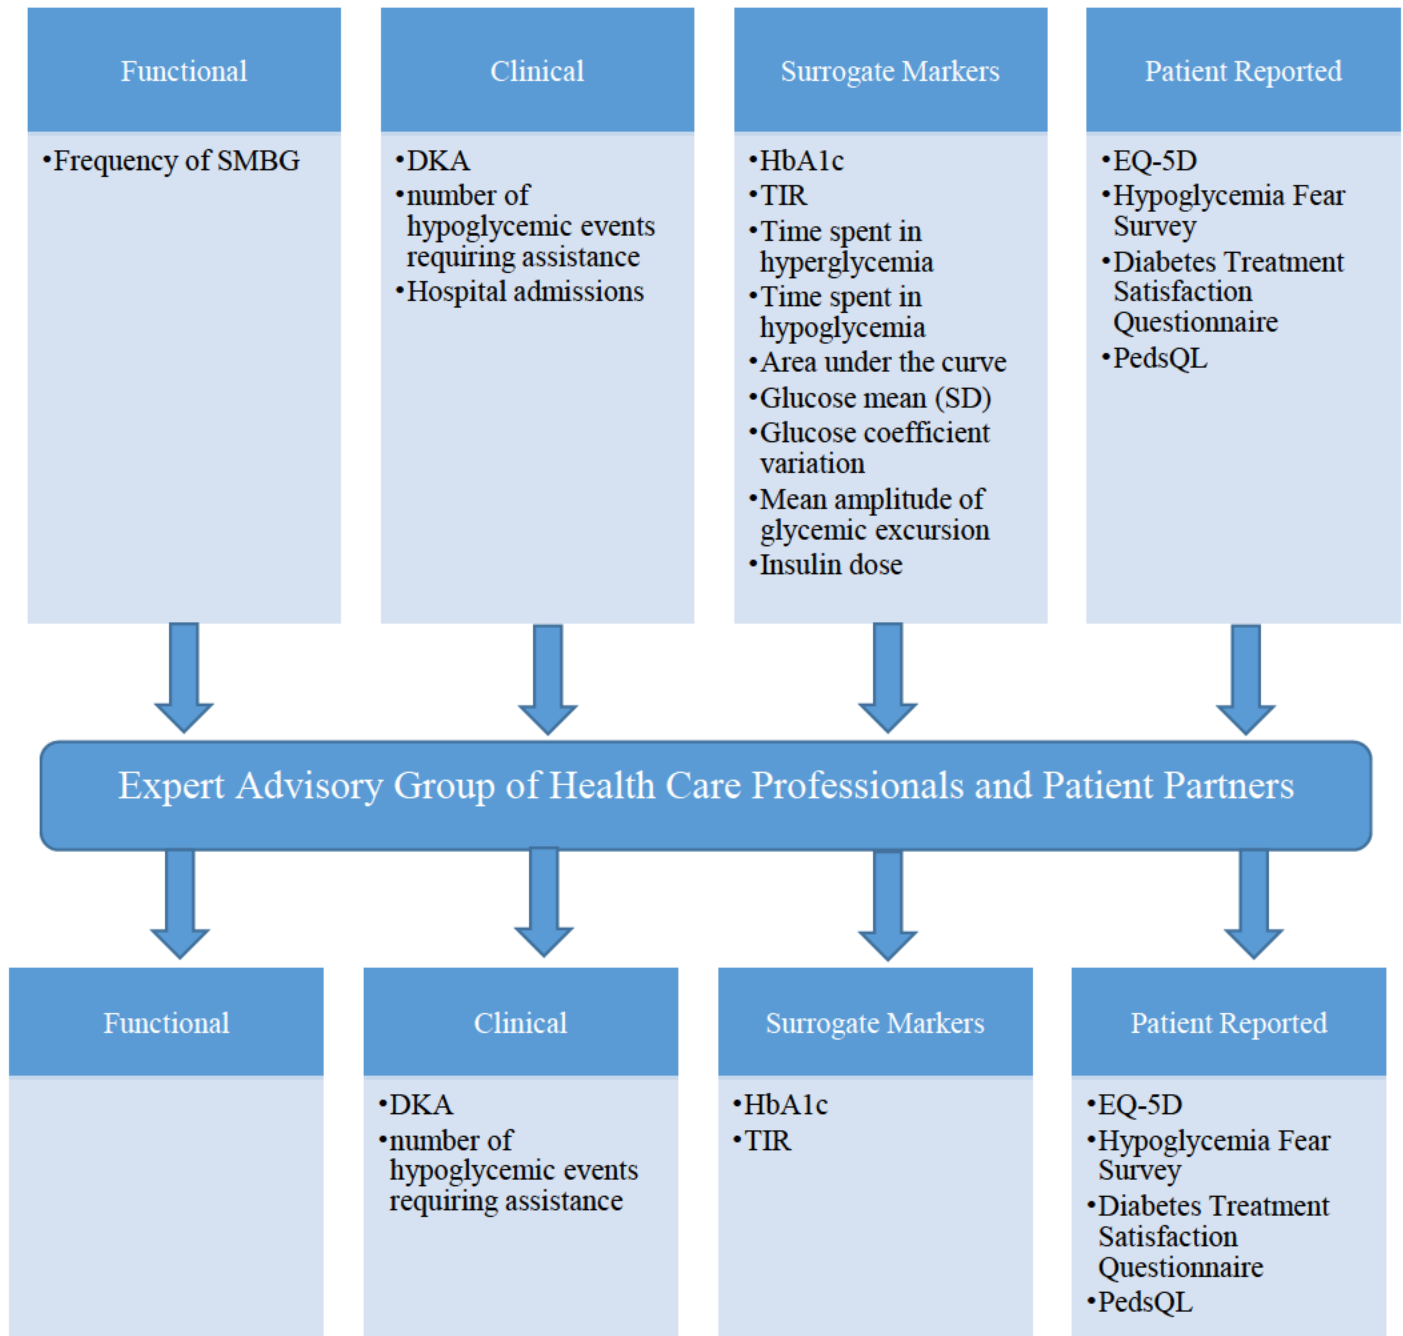 Functional
•Frequency of SMBG
Clinical
•DKA
•number of
hypoglycemic events
requiring assistance
•Hospital admissions
Surrogate Markers
•HbA1c
•TIR
•Time spent in
hyperglycemia
•Time spent in
hypoglycemia
•Area under the curve
•Glucose mean (SD)
•Glucose coefficient
variation
•Mean amplitude of
glycemic excursion
•Insulin dose
Patient Reported
•EQ-5D
•Hypoglycemia Fear
Survey
•Diabetes Treatment
Satisfaction
Questionnaire
•PedsQL
Expert Advisory Group of Health Care Professionals and Patient Partners
Functional
Clinical
•DKA
•number of
hypoglycemic events
requiring assistance
Surrogate Markers
•HbA1c
•TIR
Patient Reported
•EQ-5D
•Hypoglycemia Fear
Survey
•Diabetes Treatment
Satisfaction
Questionnaire
•PedsQL